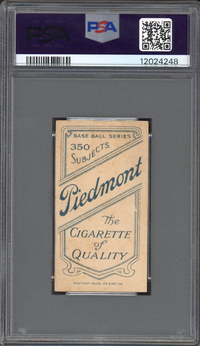 PSA
12024248
BASE BALL SERIES
350
SUBJECTS
Piedmont
The
CIGARETTE
of
QUALITY